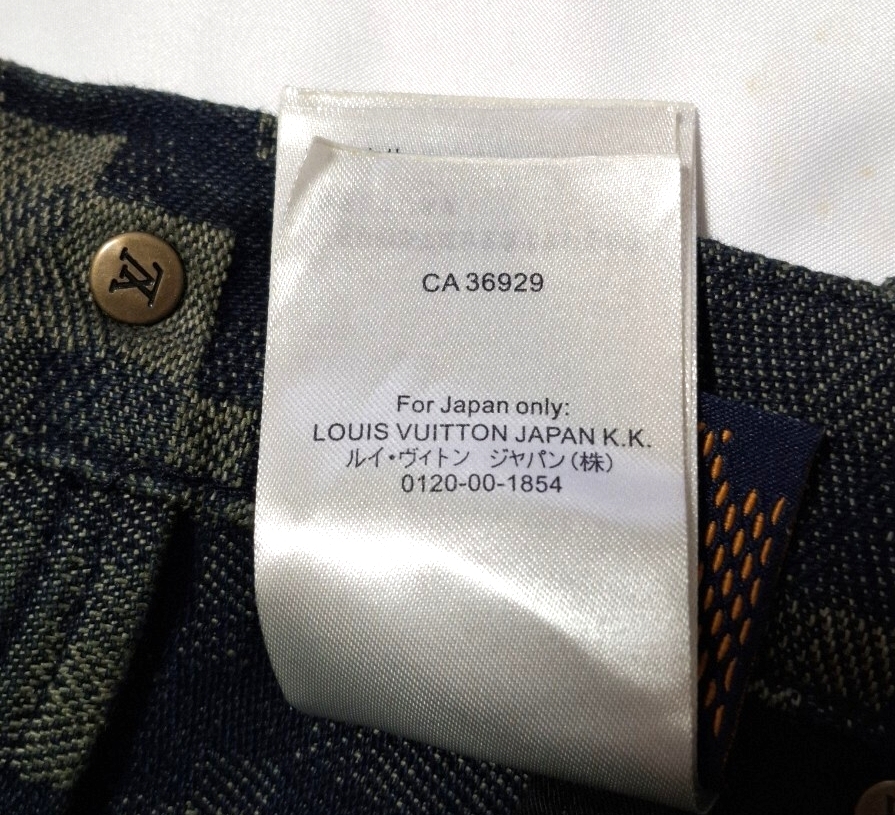 CA 36929
For Japan only:
LOUIS VUITTON JAPAN K.K.
ルイ・ヴィトン ジャパン(株)
0120-00-1854
LV